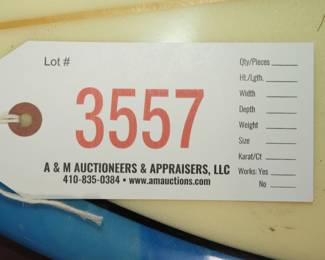 Lot #
3557
A & M AUCTIONEERS & APPRAISERS, LLC
410-835-0384 • www.amauctions.com
Qty/Pieces
Ht./Lgth.
Width
Depth
Weight
Size
Karat/Ct
Works: Yes
No